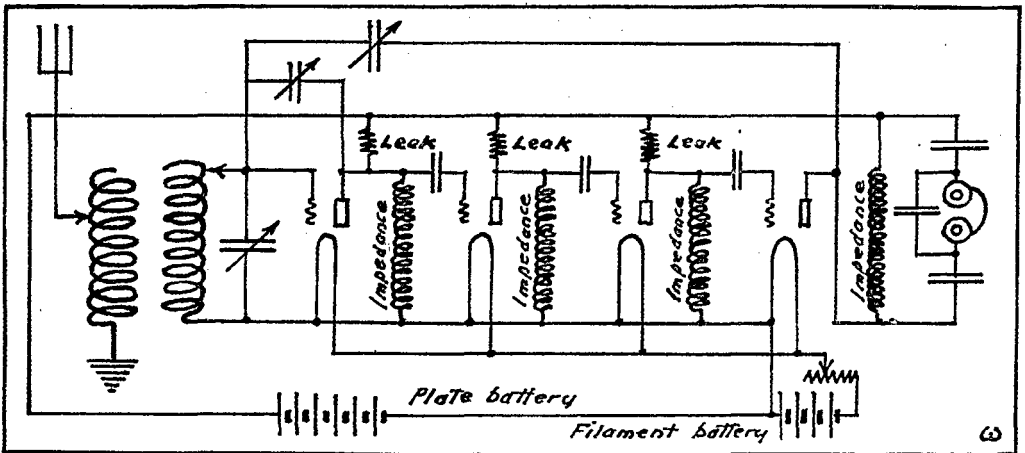 Leak
Leak
Leak
Impedance
Impedance
Impedance
Impedance
Plate battery
Filament battery